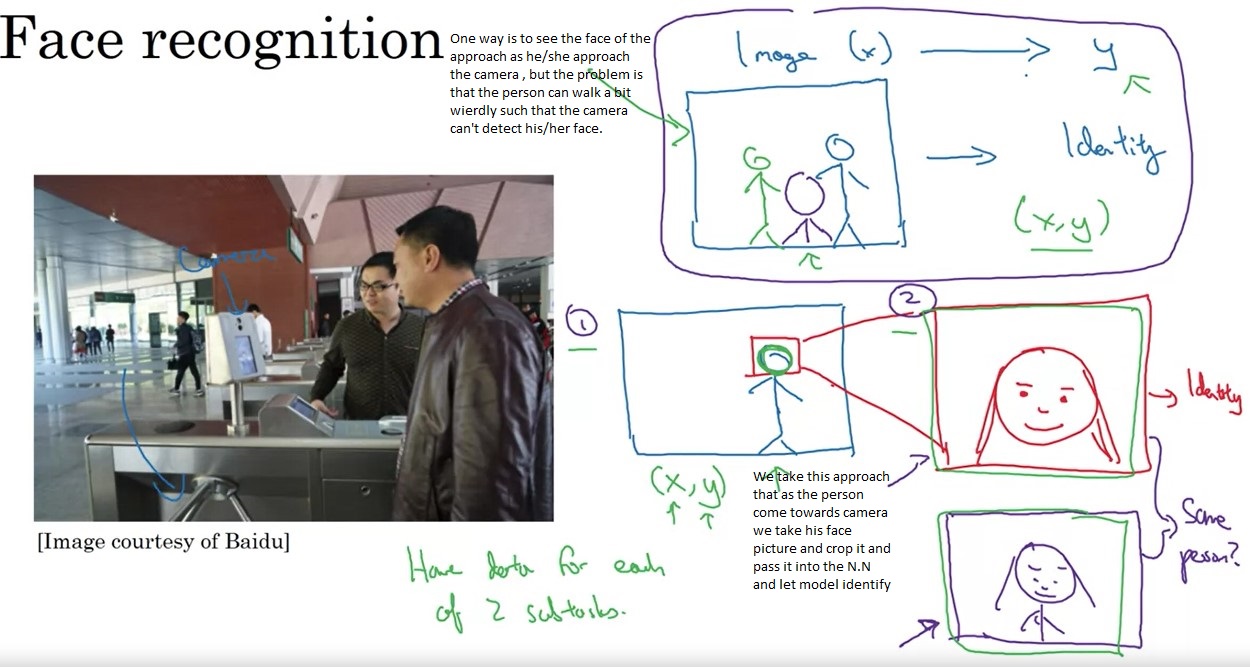 Face recognition
One way is to see the face of the
approach as he/she approach
the camera , but the problem is
that the person can walk a bit
wierdly such that the camera
can't detect his/her face.
Image (x) y
Identity
(x,y)
Camera
1
2
Identity
(x, y)
We take this approach
that as the person
come towards camera
we take his face
picture and crop it and
pass it into the N.N
and let model identify
Same
person?
[Image courtesy of Baidu]
Have data for each
of 2 subtasks.